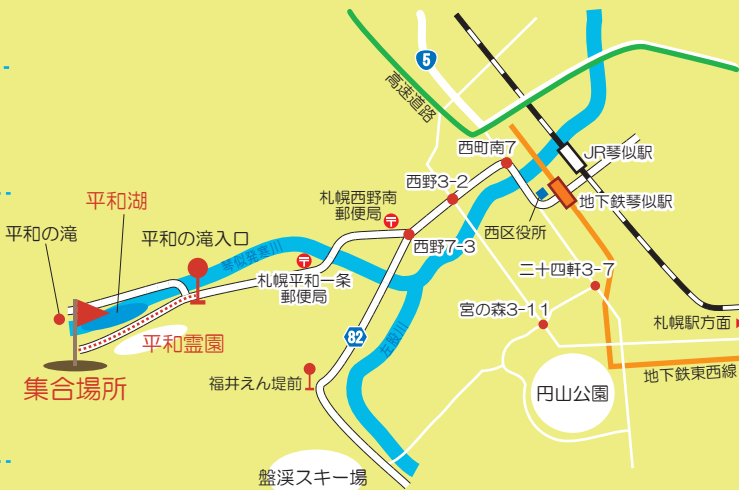 5
高速道路
西町南7
JR琴似駅
西野3-2
地下鉄琴似駅
札幌西野南
郵便局
平和湖
西区役所
平和の滝
平和の滝入口
西野7-3
琴似発寒川
二十四軒3-7
札幌平和一条
郵便局
宮の森3-11
札幌駅方面
左股川
82
平和霊園
集合場所
福井えん堤前
円山公園
地下鉄東西線
盤渓スキー場